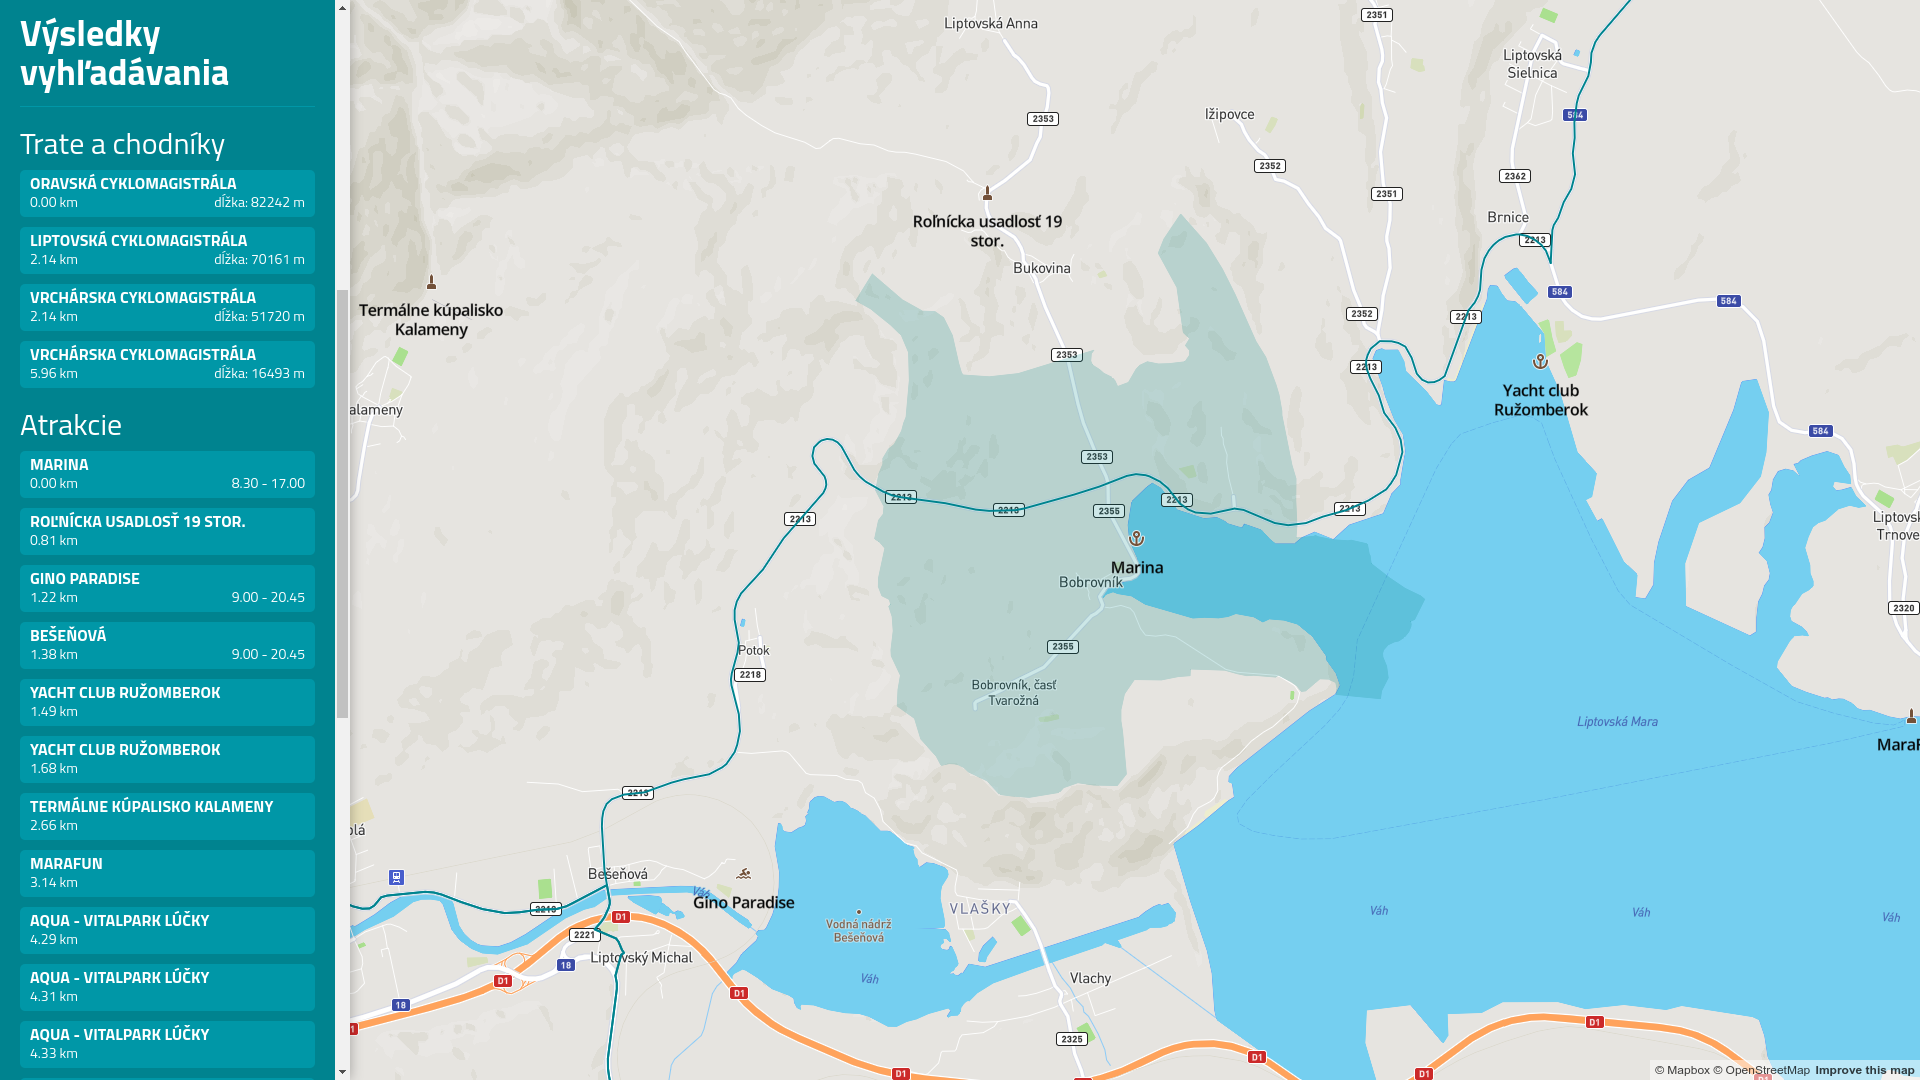 Výsledky
vyhľadávania
Trate a chodníky
ORAVSKÁ CYKLOMAGISTRÁLA
0.00 km dĺžka: 82242 m
LIPTOVSKÁ CYKLOMAGISTRÁLA
2.14 km dĺžka: 70161 m
VRCHÁRSKA CYKLOMAGISTRÁLA
2.14 km dĺžka: 51720 m
VRCHÁRSKA CYKLOMAGISTRÁLA
5.96 km dĺžka: 16493 m
Atrakcie
MARINA
0.00 km 8.30 - 17.00
ROĽNÍCKA USADLOSŤ 19 STOR.
0.81 km
GINO PARADISE
1.22 km 9.00 - 20.45
BEŠEŇOVÁ
1.38 km 9.00 - 20.45
YACHT CLUB RUŽOMBEROK
1.49 km
YACHT CLUB RUŽOMBEROK
1.68 km
TERMÁLNE KÚPALISKO KALAMENY
2.66 km
MARAFUN
3.14 km
AQUA - VITALPARK LÚČKY
4.29 km
AQUA - VITALPARK LÚČKY
4.31 km
AQUA - VITALPARK LÚČKY
4.33 km
Liptovská Anna
2351
Liptovská
Sielnica
2353
Ižipovce
584
2352
2362
2351
Roľnícka usadlosť 19
stor.
Brnice
2213
Bukovina
Termálne kúpalisko
Kalameny
584
584
2352
2213
2353
2213
Yacht club
Ružomberok
alameny
584
2353
2213
2213
2213
2355
2213
2213
Liptovsk
Trnove
Marina
Bobrovník
2320
2355
Potok
2218
Bobrovník, časť
Tvarožná
Liptovská Mara
MaraF
2213
lá
Bešeňová
Váh
Gino Paradise
2213
D1
VLAŠKY
Váh
Váh
Váh
Vodná nádrž
Bešeňová
2221
Liptovský Michal
18
D1
Váh
Vlachy
D1
18
D1
2325
D1
D1
D1
D1
© Mapbox © OpenStreetMap Improve this map